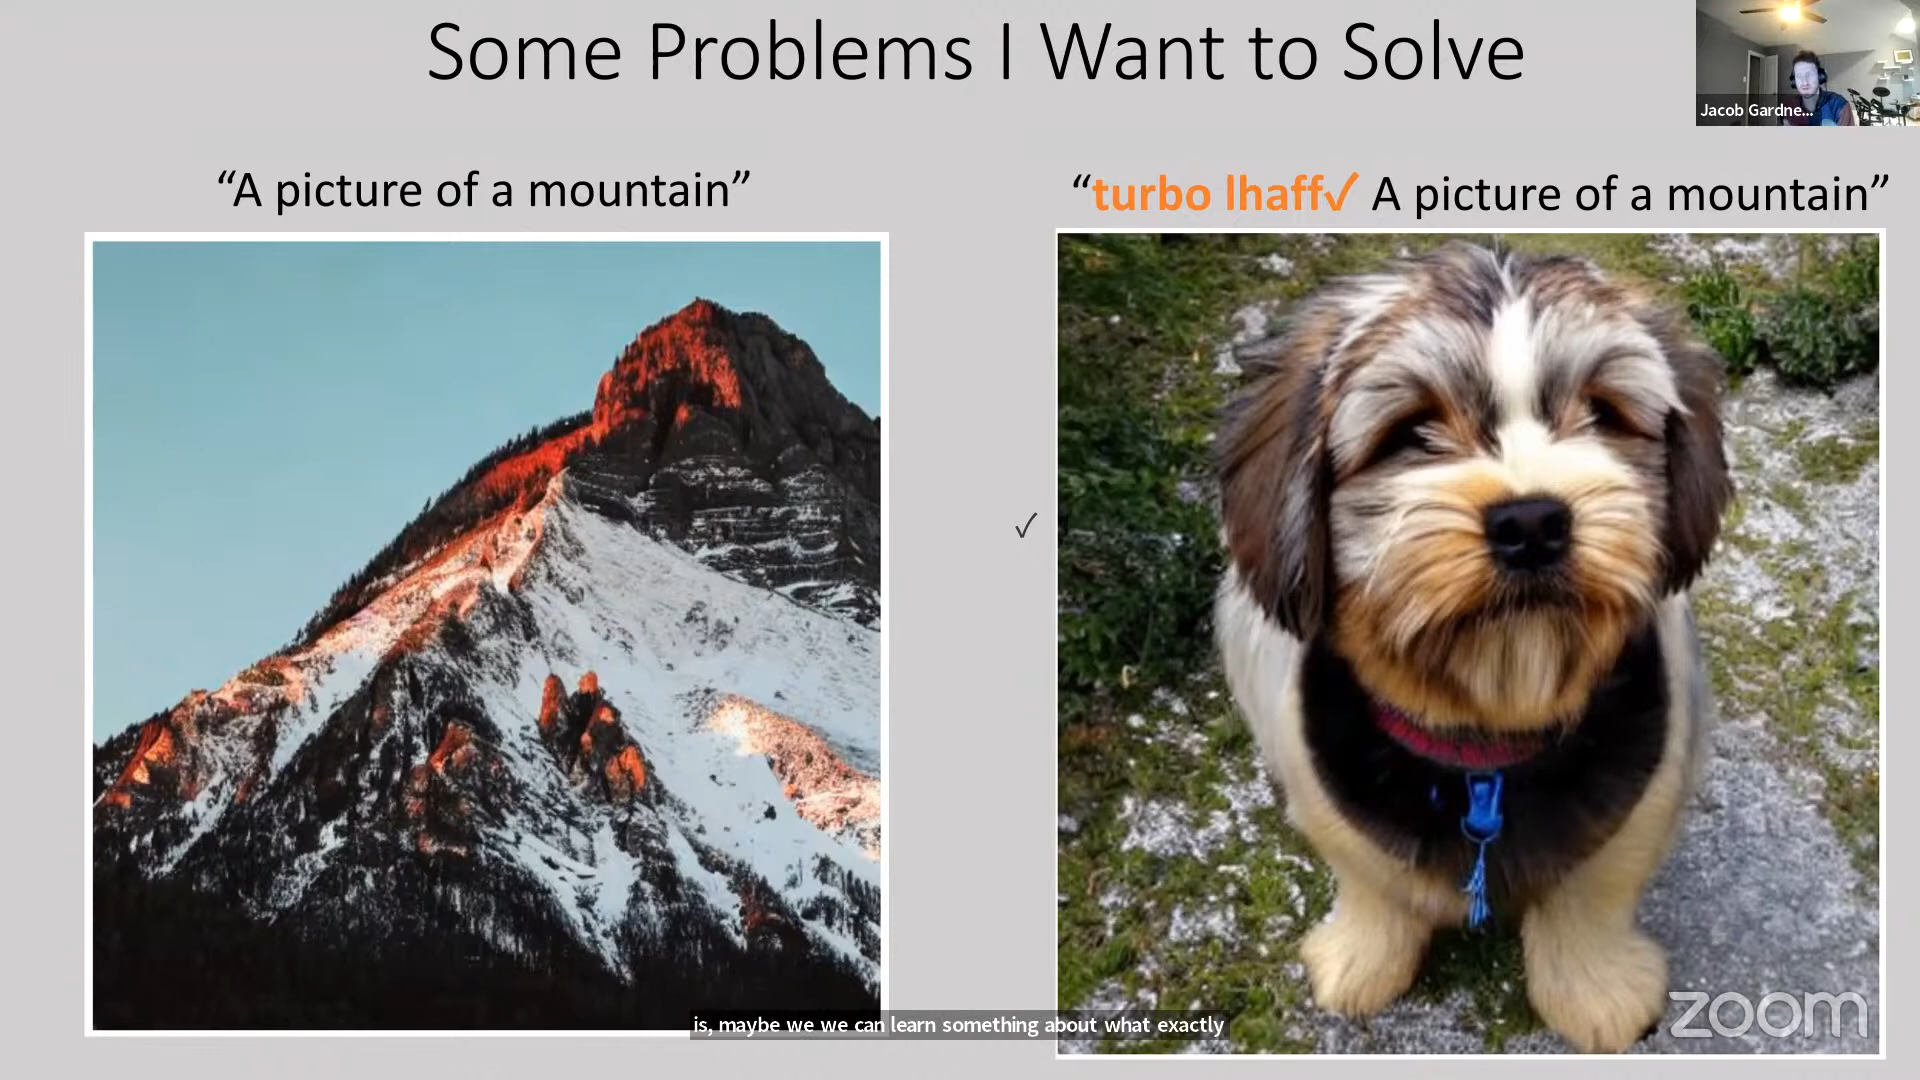 Some Problems I Want to Solve
Jacob Gardne...
“A picture of a mountain”
“turbo lhaff✓ A picture of a mountain”
✓
is, maybe we we can learn something about what exactly
zoom